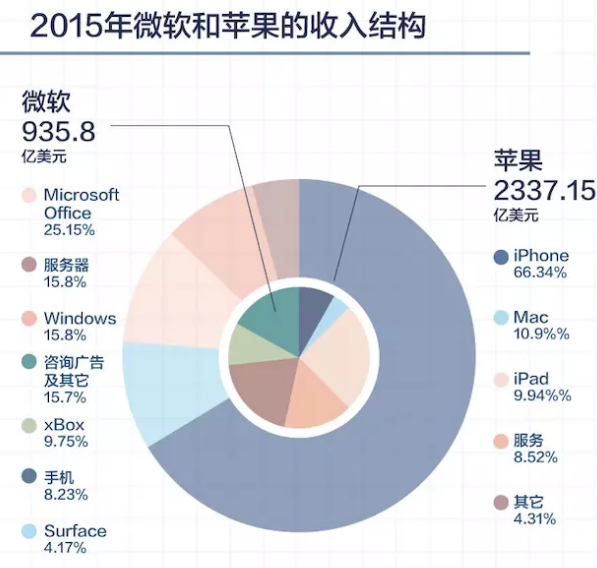 2015年微软和苹果的收入结构
微软
935.8
亿美元
Microsoft
Office
25.15%
服务器
15.8%
Windows
15.8%
咨询广告
及其它
15.7%
xBox
9.75%
手机
8.23%
Surface
4.17%
苹果
2337.15
亿美元
iPhone
66.34%
Mac
10.9%%
iPad
9.94%%
服务
8.52%
其它
4.31%